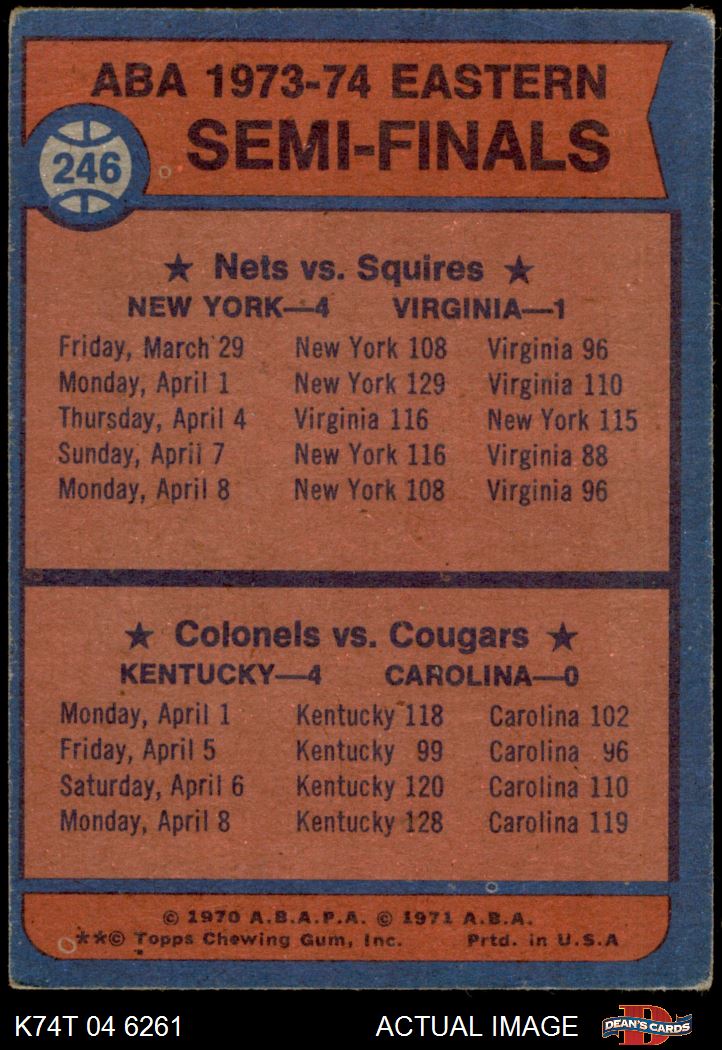 ABA 1973-74 EASTERN
SEMI-FINALS
246
★ Nets vs. Squires ★
NEW YORK—4 VIRGINIA—1
Friday, March 29 New York 108 Virginia 96
Monday, April 1 New York 129 Virginia 110
Thursday, April 4 Virginia 116 New York 115
Sunday, April 7 New York 116 Virginia 88
Monday, April 8 New York 108 Virginia 96
★ Colonels vs. Cougars ★
KENTUCKY—4 CAROLINA—0
Monday, April 1 Kentucky 118 Carolina 102
Friday, April 5 Kentucky 99 Carolina 96
Saturday, April 6 Kentucky 120 Carolina 110
Monday, April 8 Kentucky 128 Carolina 119
© 1970 A.B.A.P.A. © 1971 A.B.A.
**© Topps Chewing Gum, Inc. Prtd. in U.S.A
K74T 04 6261 ACTUAL IMAGE D DEAN'S CARDS